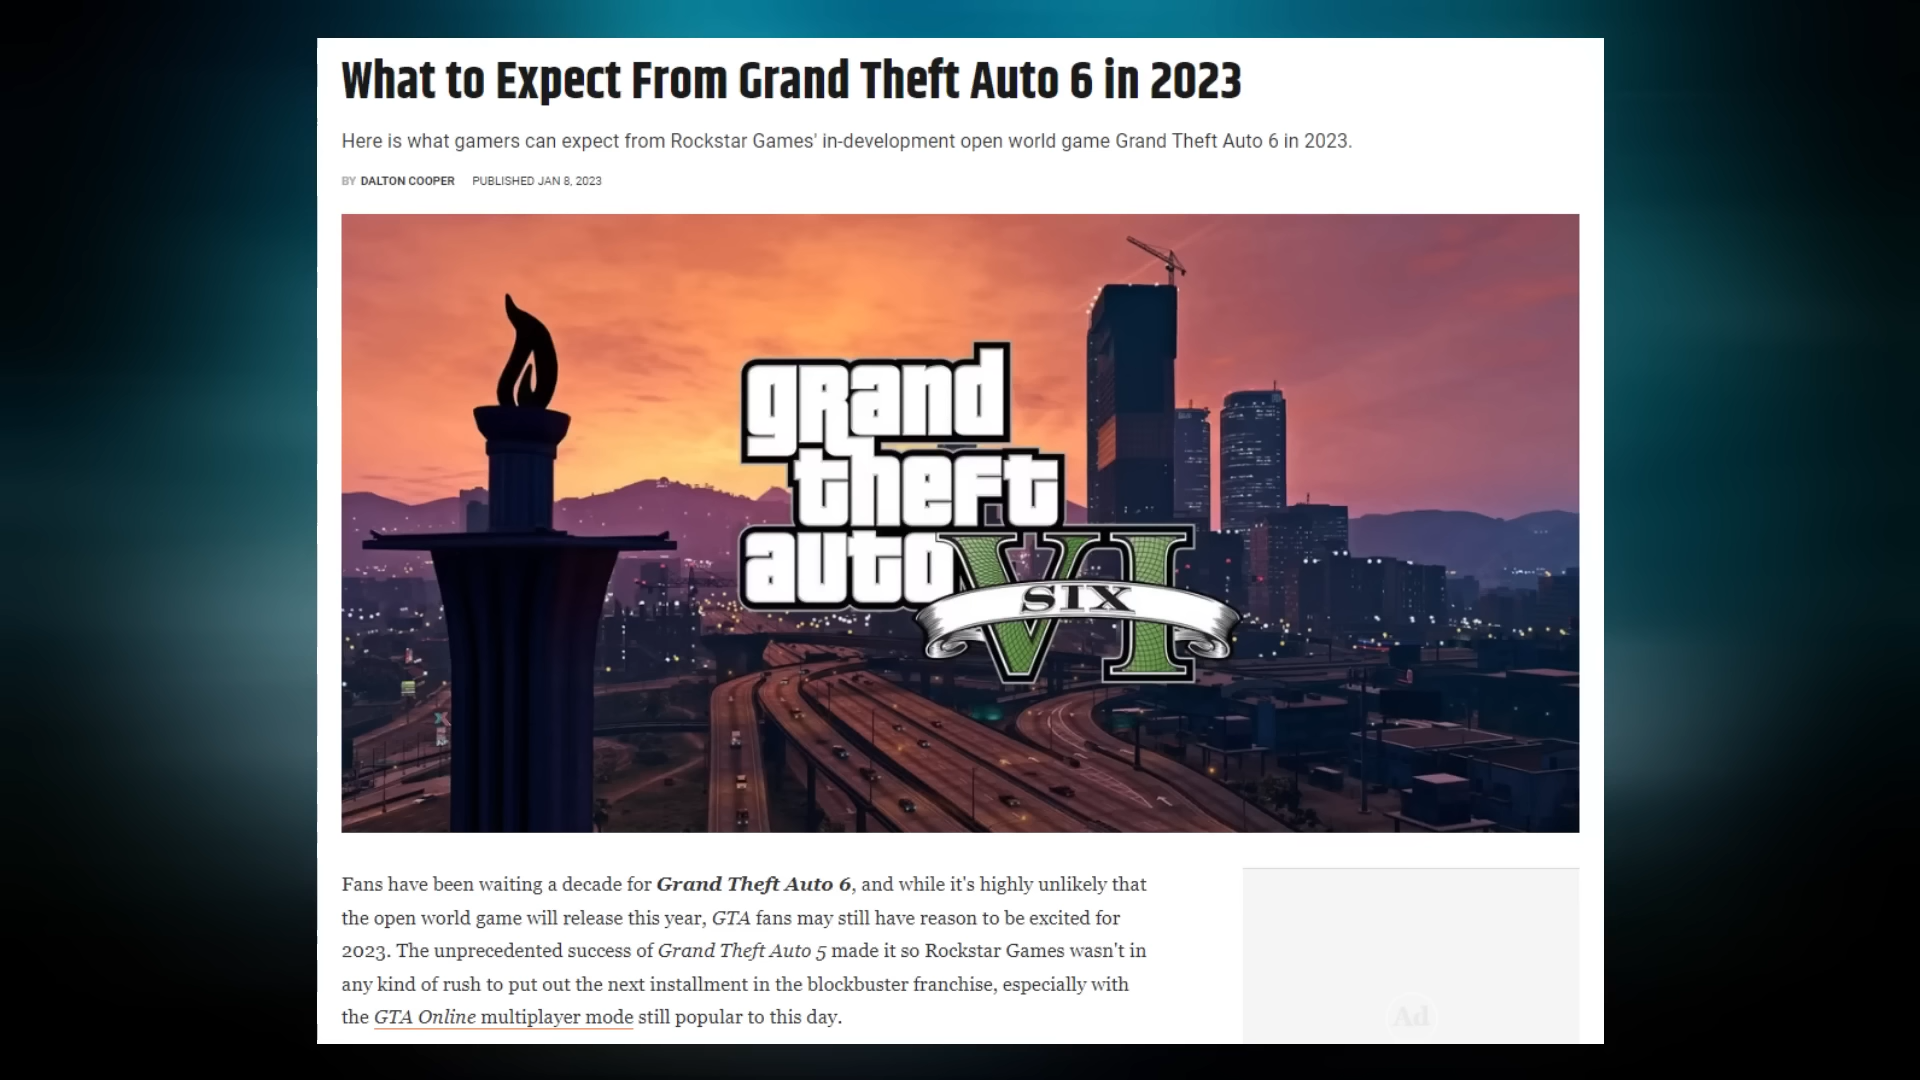 What to Expect From Grand Theft Auto 6 in 2023
Here is what gamers can expect from Rockstar Games' in-development open world game Grand Theft Auto 6 in 2023.
BY DALTON COOPER PUBLISHED JAN 8, 2023
grand
theft
auto VI
SIX
Fans have been waiting a decade for Grand Theft Auto 6, and while it's highly unlikely that
the open world game will release this year, GTA fans may still have reason to be excited for
2023. The unprecedented success of Grand Theft Auto 5 made it so Rockstar Games wasn't in
any kind of rush to put out the next installment in the blockbuster franchise, especially with
the GTA Online multiplayer mode still popular to this day.
Ad